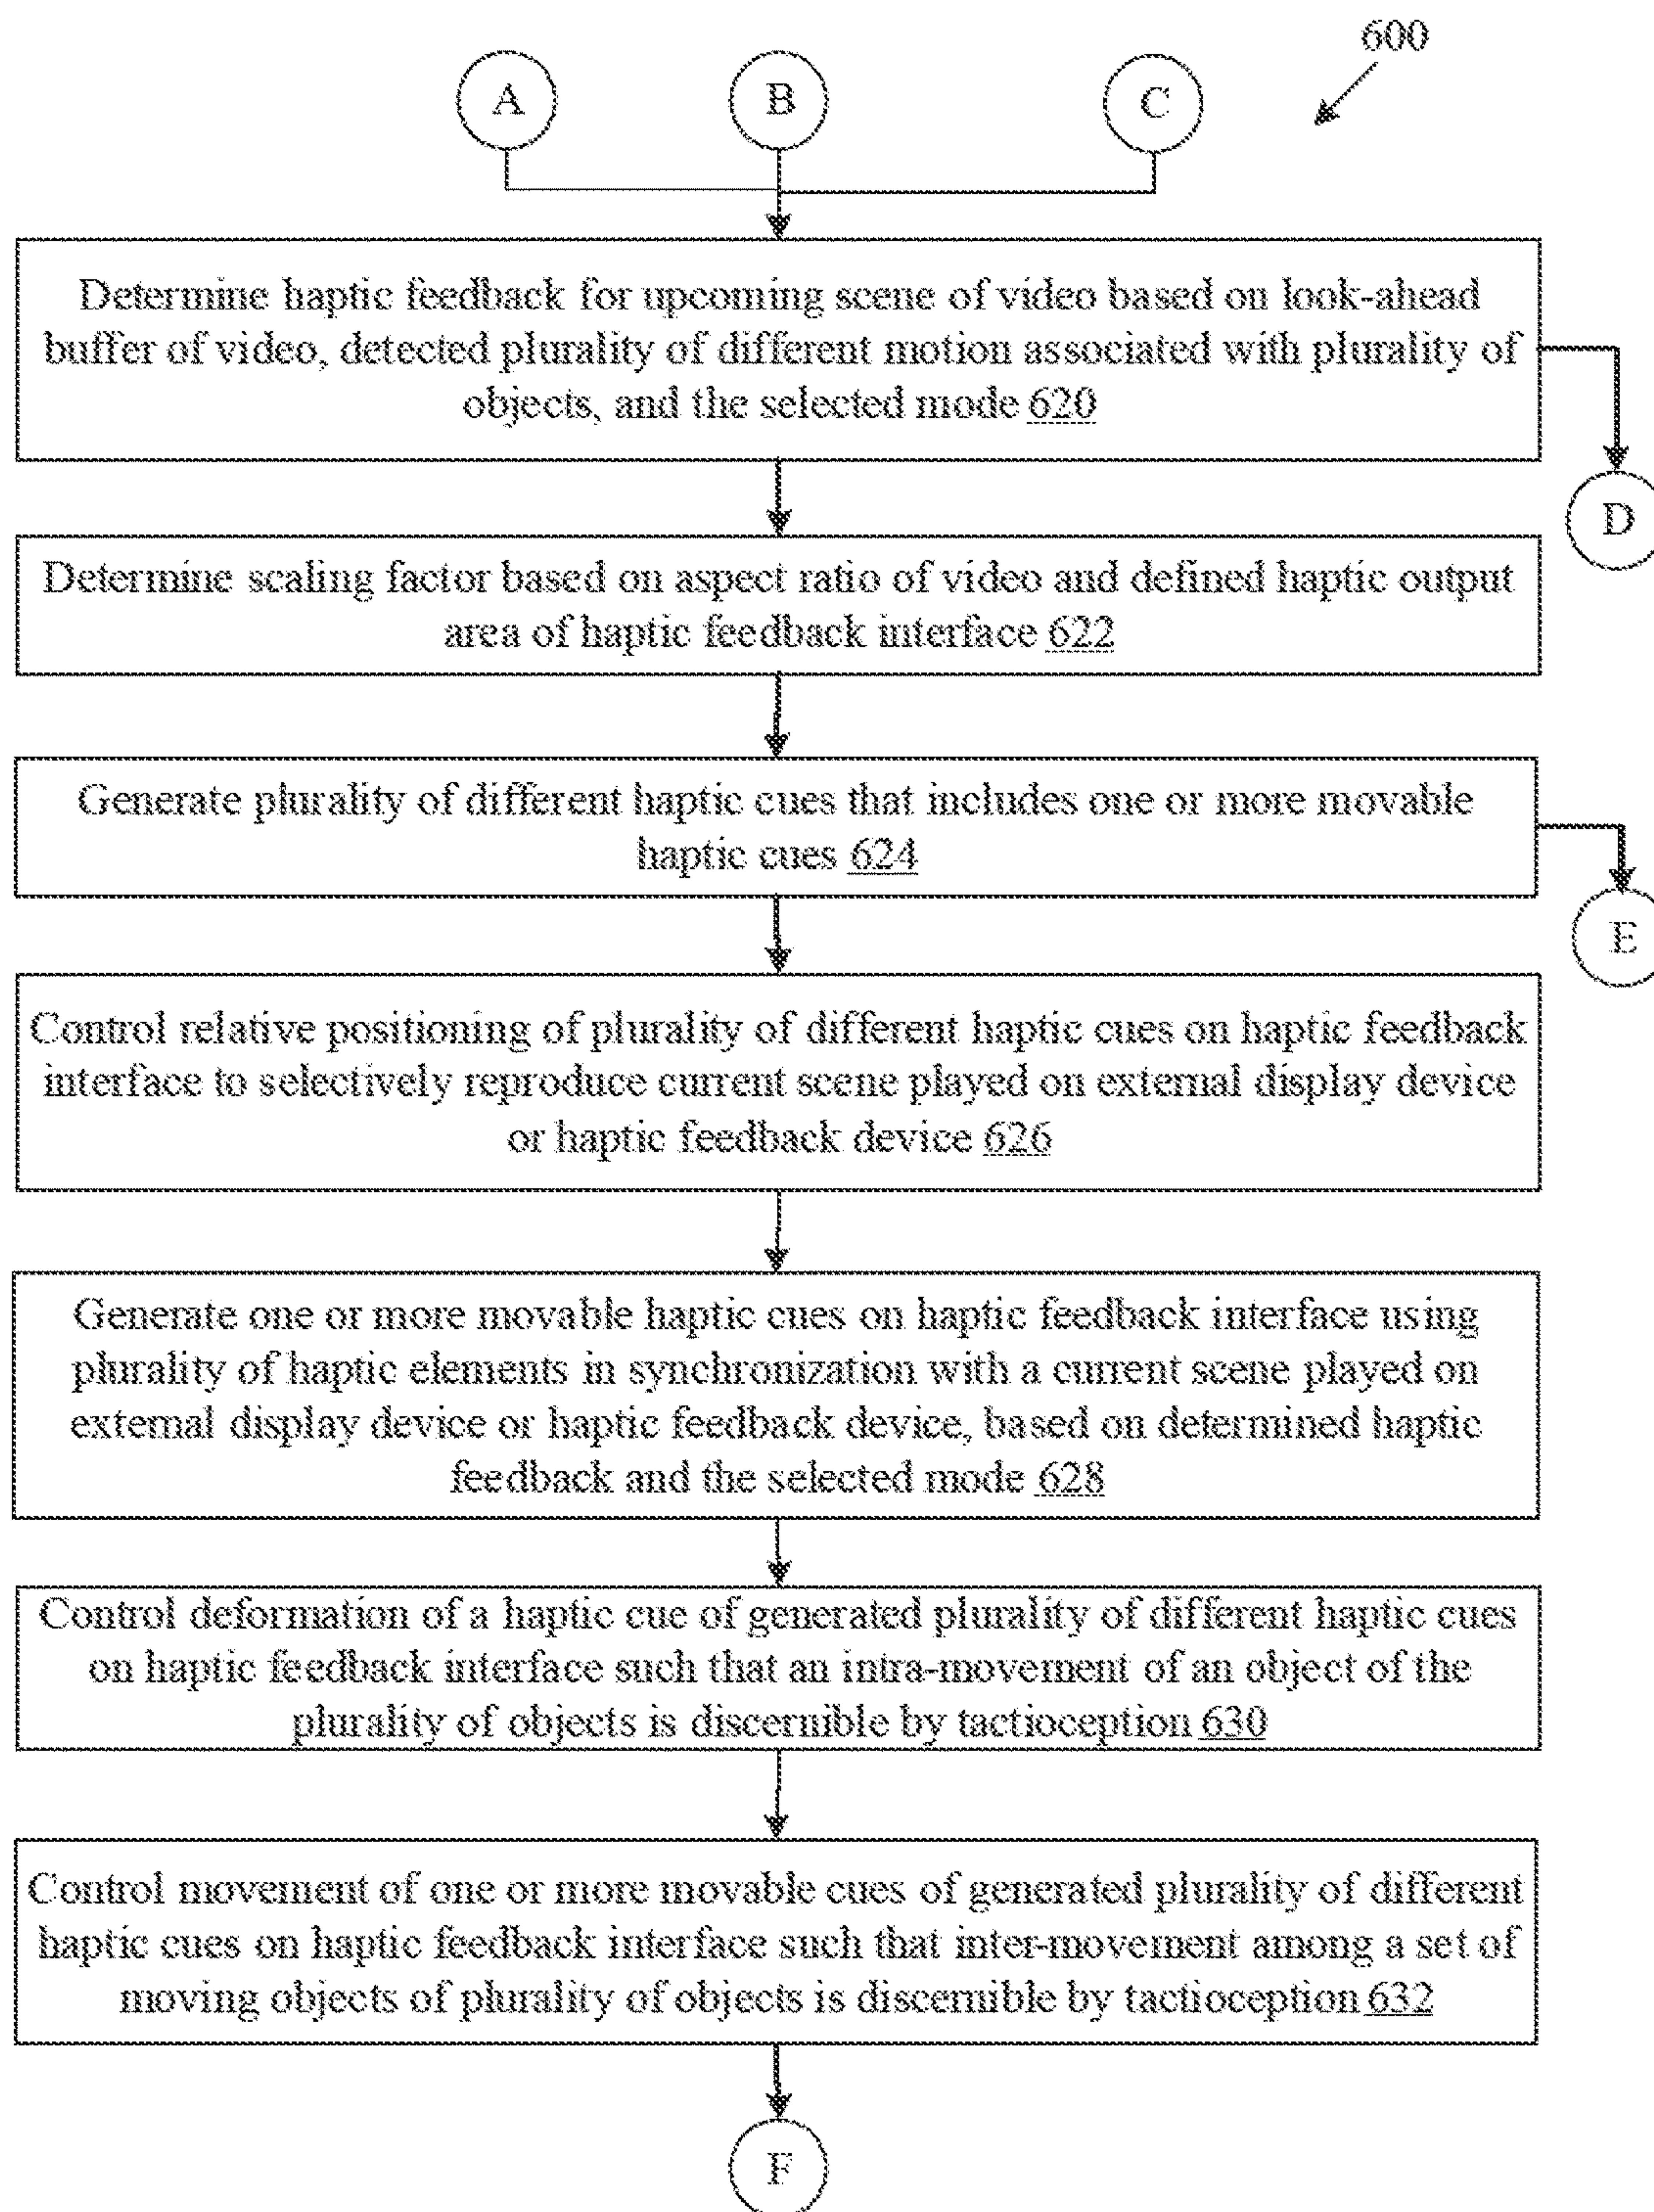 600
A
B
C
Determine haptic feedback for upcoming scene of video based on look-ahead
buffer of video, detected plurality of different motion associated with plurality of
objects, and the selected mode 620
D
Determine scaling factor based on aspect ratio of video and defined haptic output
area of haptic feedback interface 622
Generate plurality of different haptic cues that includes one or more movable
haptic cues 624
E
Control relative positioning of plurality of different haptic cues on haptic feedback
interface to selectively reproduce current scene played on external display device
or haptic feedback device 626
Generate one or more movable haptic cues on haptic feedback interface using
plurality of haptic elements in synchronization with a current scene played on
external display device or haptic feedback device, based on determined haptic
feedback and the selected mode 628
Control deformation of a haptic cue of generated plurality of different haptic cues
on haptic feedback interface such that an intra-movement of an object of the
plurality of objects is discernible by tactioception 630
Control movement of one or more movable cues of generated plurality of different
haptic cues on haptic feedback interface such that inter-movement among a set of
moving objects of plurality of objects is discernible by tactioception 632
F